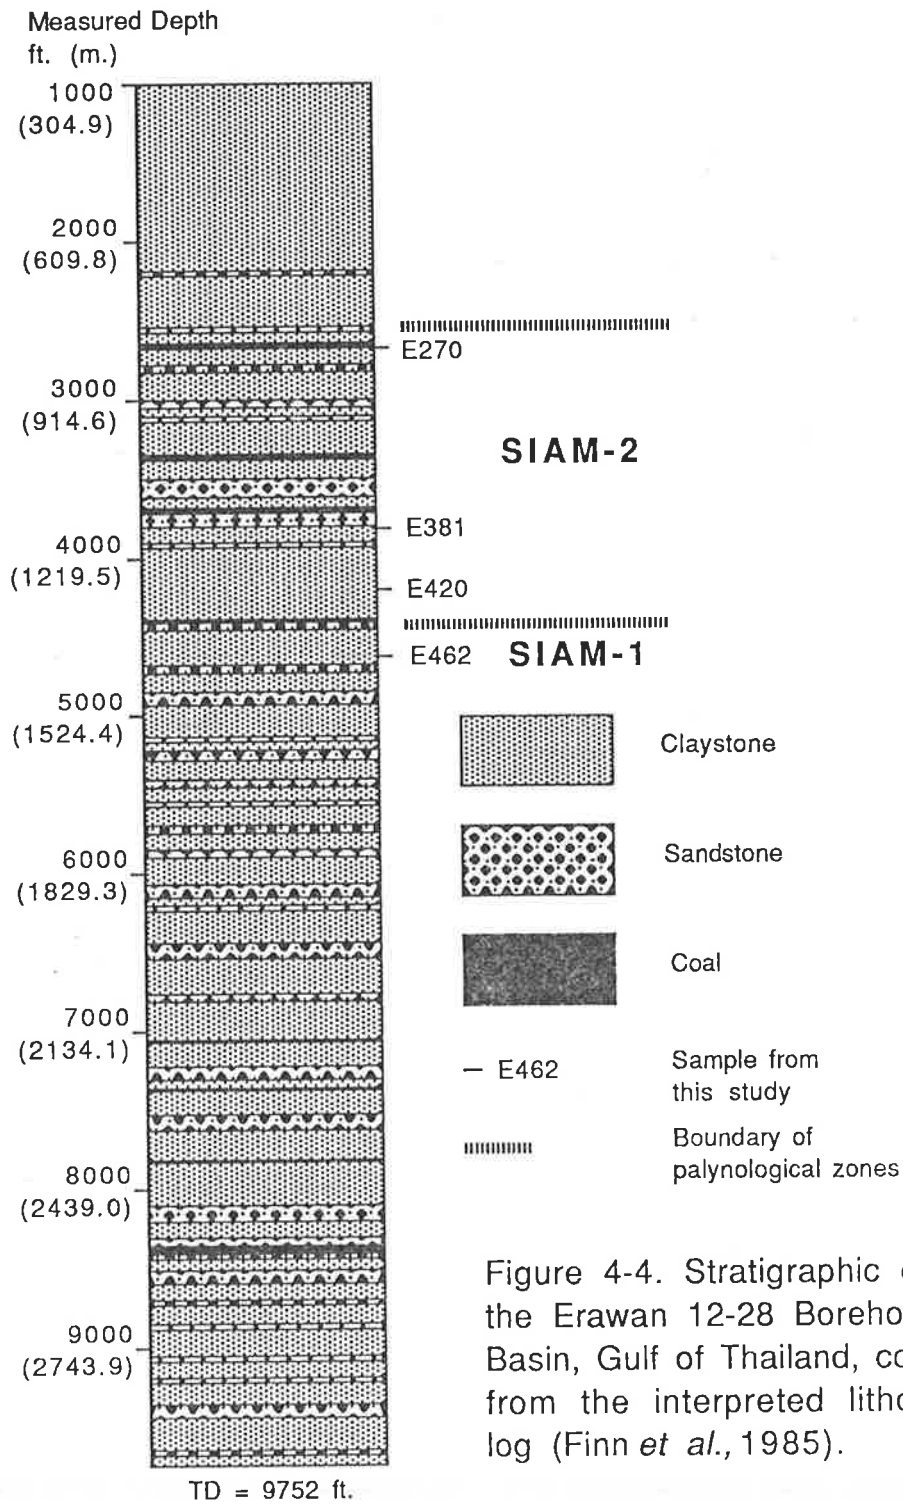 Measured Depth
ft. (m.)
1000
(304.9)
2000
(609.8)
E270
3000
(914.6)
SIAM-2
E381
4000
(1219.5)
E420
E462 SIAM-1
5000
(1524.4)
Claystone
6000
(1829.3)
Sandstone
Coal
7000
(2134.1)
E462
Sample from
this study
Boundary of
palynological zones
8000
(2439.0)
9000
(2743.9)
Figure 4-4. Stratigraphic
the Erawan 12-28
Basin, Gulf of Thailand,
from the interpreted
log (Finn et al., 1985).
TD = 9752 ft.